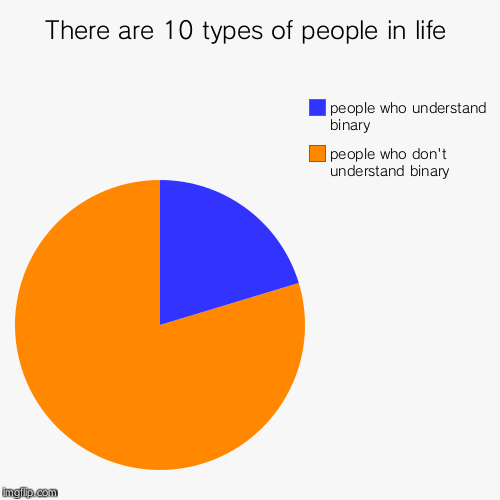 There are 10 types of people in life
people who understand
binary
people who don't
understand binary
imgflip.com